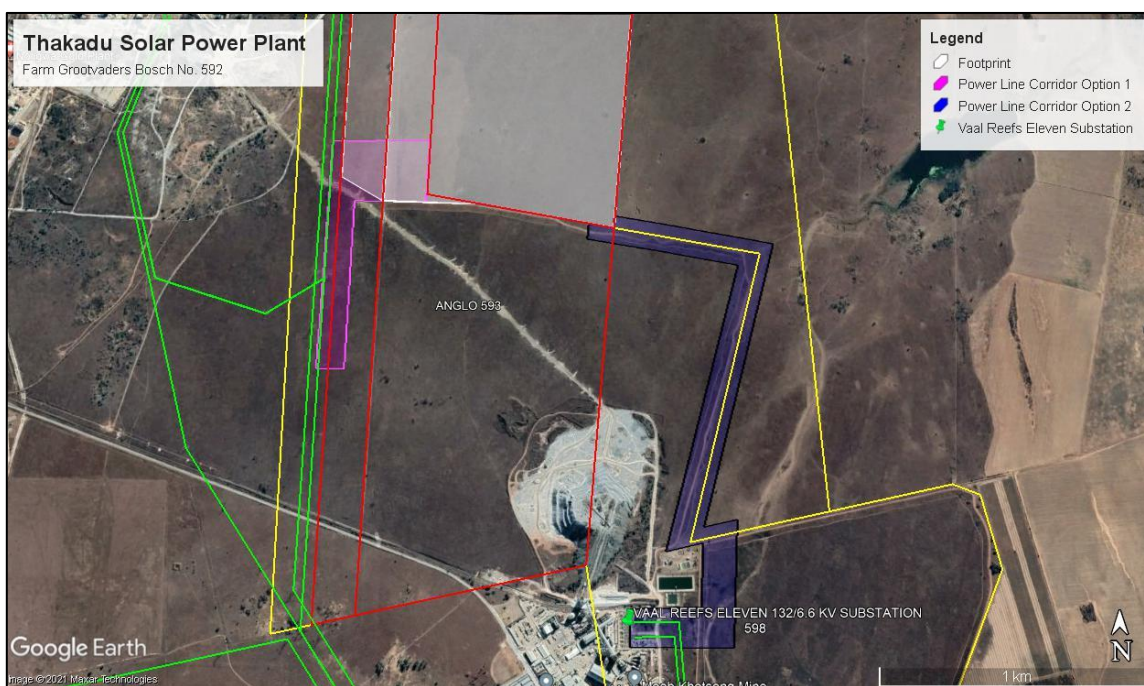 Thakadu Solar Power Plant
Farm Grootvaders Bosch No. 592
Legend
Footprint
Power Line Corridor Option 1
Power Line Corridor Option 2
Vaal Reefs Eleven Substation
ANGLO 593
VAAL REEFS ELEVEN 132/6.6 KV SUBSTATION
598
Google Earth
Image © 2021 Maxar Technologies
1 km
N